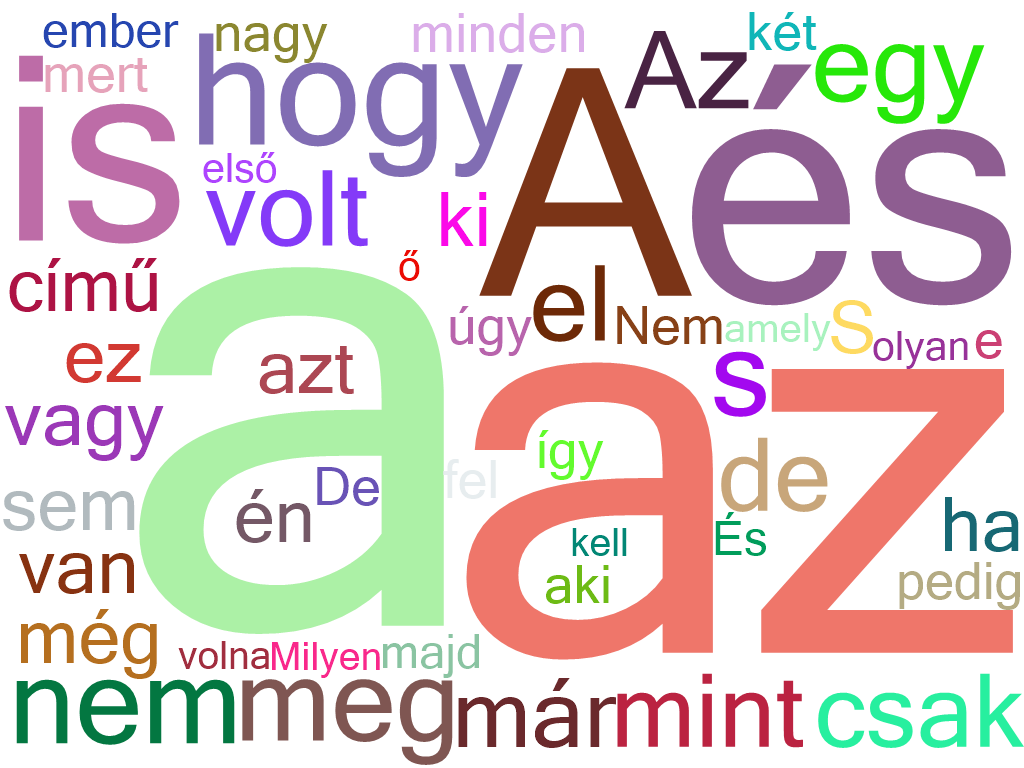 ember nagy minden két
mert hogy Az egy
is A és
első
volt ki
ő
című el
úgy Nem amely S olyan e
ez azt s
a az
vagy így de
sem én De fel
kell És ha
van aki pedig
még volna Milyen majd
nem meg már mint csak